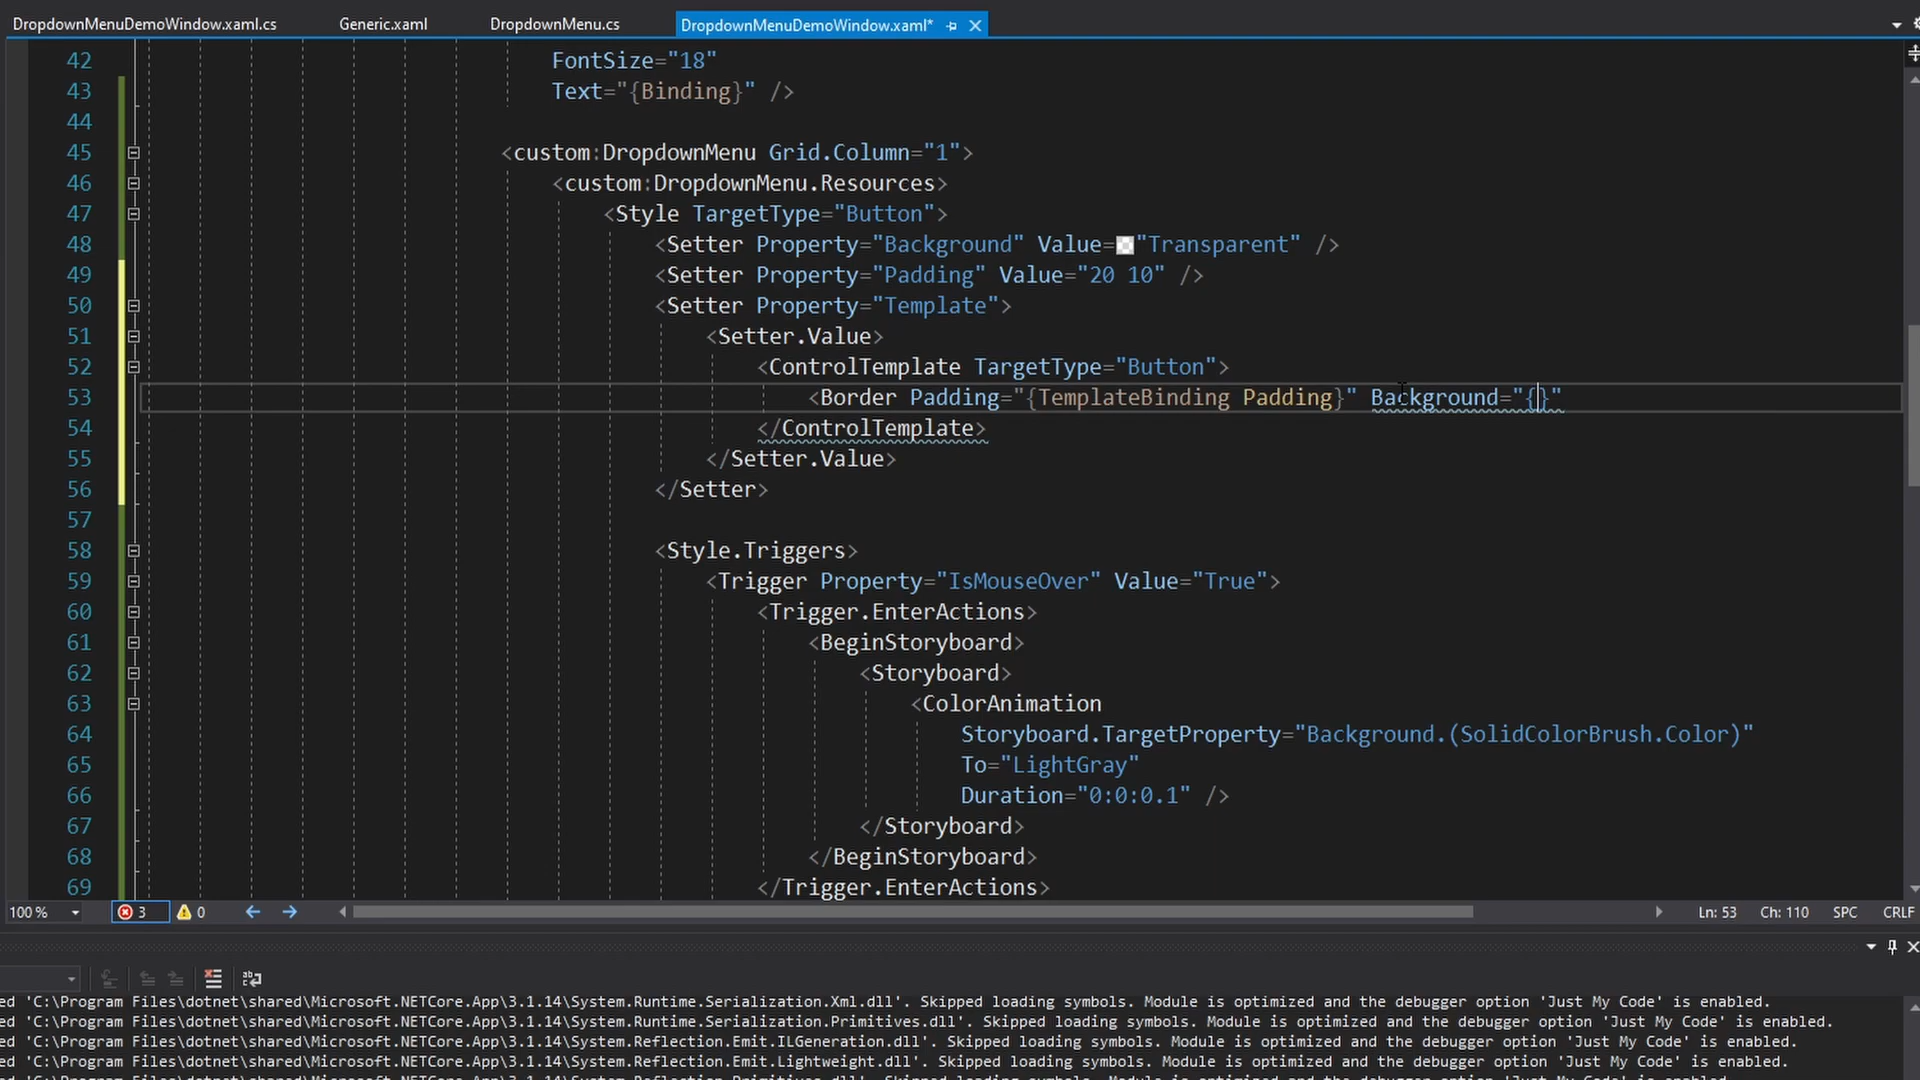 DropdownMenuDemoWindow.xaml.cs Generic.xaml DropdownMenu.cs DropdownMenuDemoWindow.xaml*
42 FontSize="18"
43 Text="{Binding}" />
44
45 <custom:DropdownMenu Grid.Column="1">
46 <custom:DropdownMenu.Resources>
47 <Style TargetType="Button">
48 <Setter Property="Background" Value="Transparent" />
49 <Setter Property="Padding" Value="20 10" />
50 <Setter Property="Template">
51 <Setter.Value>
52 <ControlTemplate TargetType="Button">
53 <Border Padding="{TemplateBinding Padding}" Background="{}"
54 </ControlTemplate>
55 </Setter.Value>
56 </Setter>
57
58 <Style.Triggers>
59 <Trigger Property="IsMouseOver" Value="True">
60 <Trigger.EnterActions>
61 <BeginStoryboard>
62 <Storyboard>
63 <ColorAnimation
64 Storyboard.TargetProperty="Background.(SolidColorBrush.Color)"
65 To="LightGray"
66 Duration="0:0:0.1" />
67 </Storyboard>
68 </BeginStoryboard>
69 </Trigger.EnterActions>
100 % 3 0 Ln: 53 Ch: 110 SPC CRLF
ed 'C:\Program Files\dotnet\shared\Microsoft.NETCore.App\3.1.14\System.Runtime.Serialization.Xml.dll'. Skipped loading symbols. Module is optimized and the debugger option 'Just My Code' is enabled.
ed 'C:\Program Files\dotnet\shared\Microsoft.NETCore.App\3.1.14\System.Runtime.Serialization.Primitives.dll'. Skipped loading symbols. Module is optimized and the debugger option 'Just My Code' is enabled.
ed 'C:\Program Files\dotnet\shared\Microsoft.NETCore.App\3.1.14\System.Reflection.Emit.ILGeneration.dll'. Skipped loading symbols. Module is optimized and the debugger option 'Just My Code' is enabled.
ed 'C:\Program Files\dotnet\shared\Microsoft.NETCore.App\3.1.14\System.Reflection.Emit.Lightweight.dll'. Skipped loading symbols. Module is optimized and the debugger option 'Just My Code' is enabled.